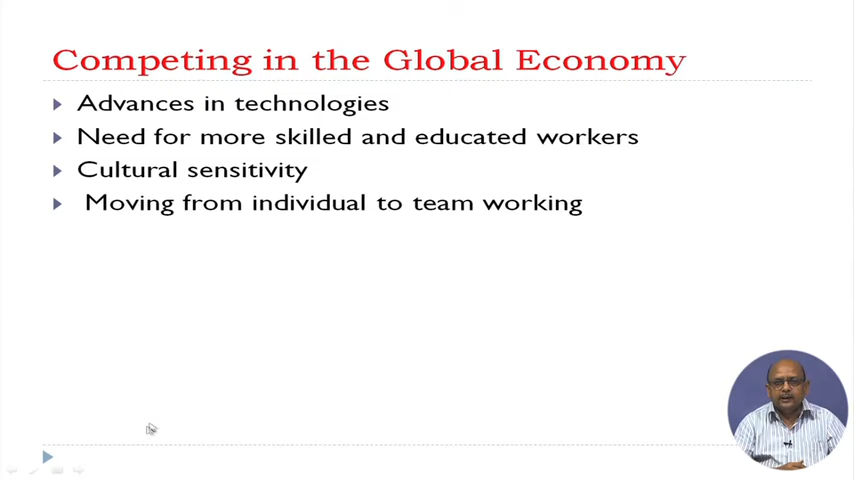 Competing in the Global Economy
Advances in technologies
Need for more skilled and educated workers
Cultural sensitivity
Moving from individual to team working